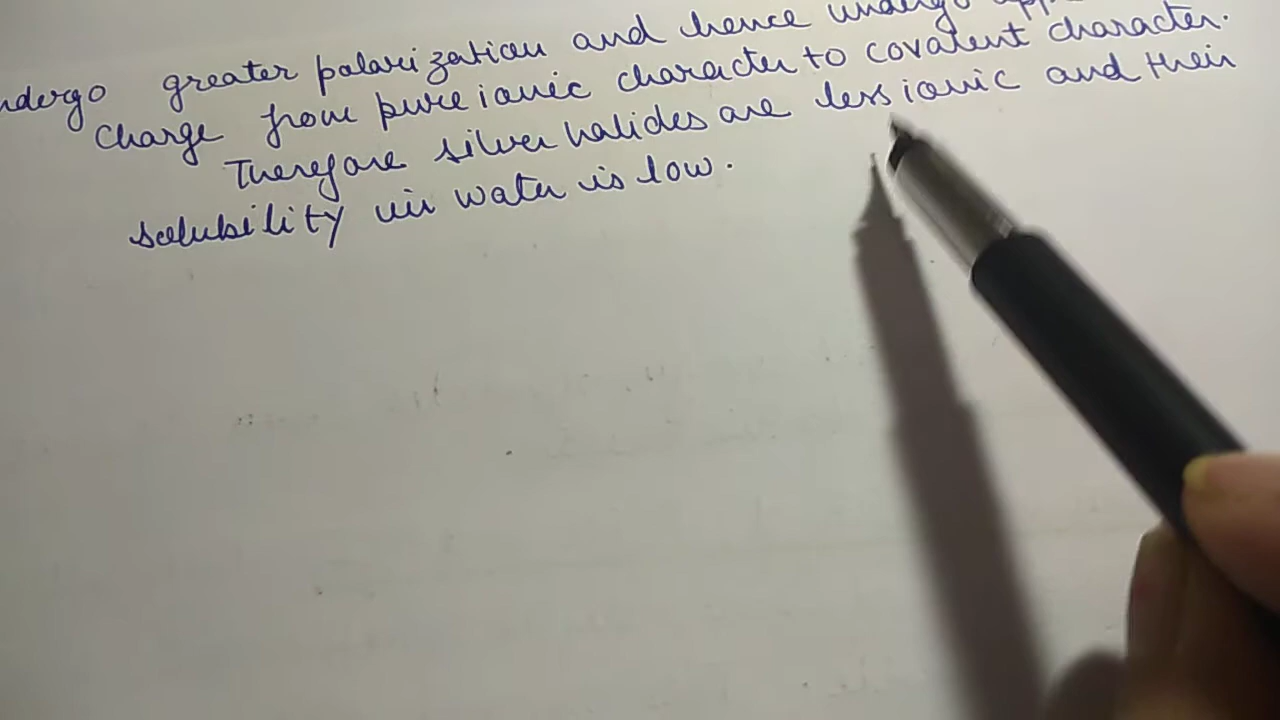 greater polarization and hence undergo
Charge from pure ionic character to covalent character.
Therefore silver halides are less ionic and their
solubility in water is low.